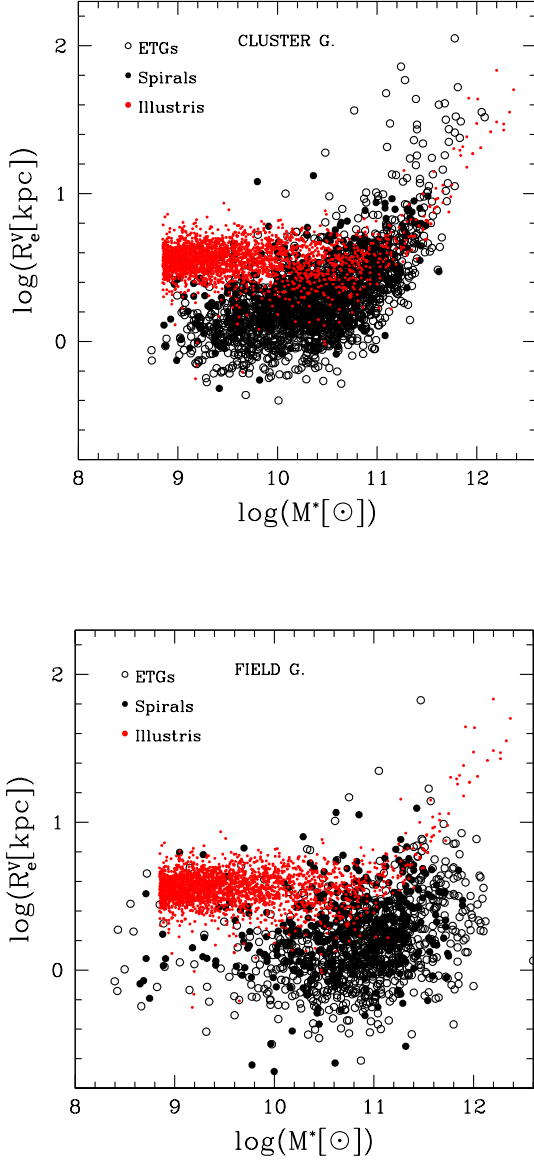 CLUSTER G.
ETGs
Spirals
Illustris
2
1
0
log(R_e^V[kpc])
8 9 10 11 12
log(M*[⊙])
FIELD G.
ETGs
Spirals
Illustris
2
1
0
log(R_e^V[kpc])
8 9 10 11 12
log(M*[⊙])